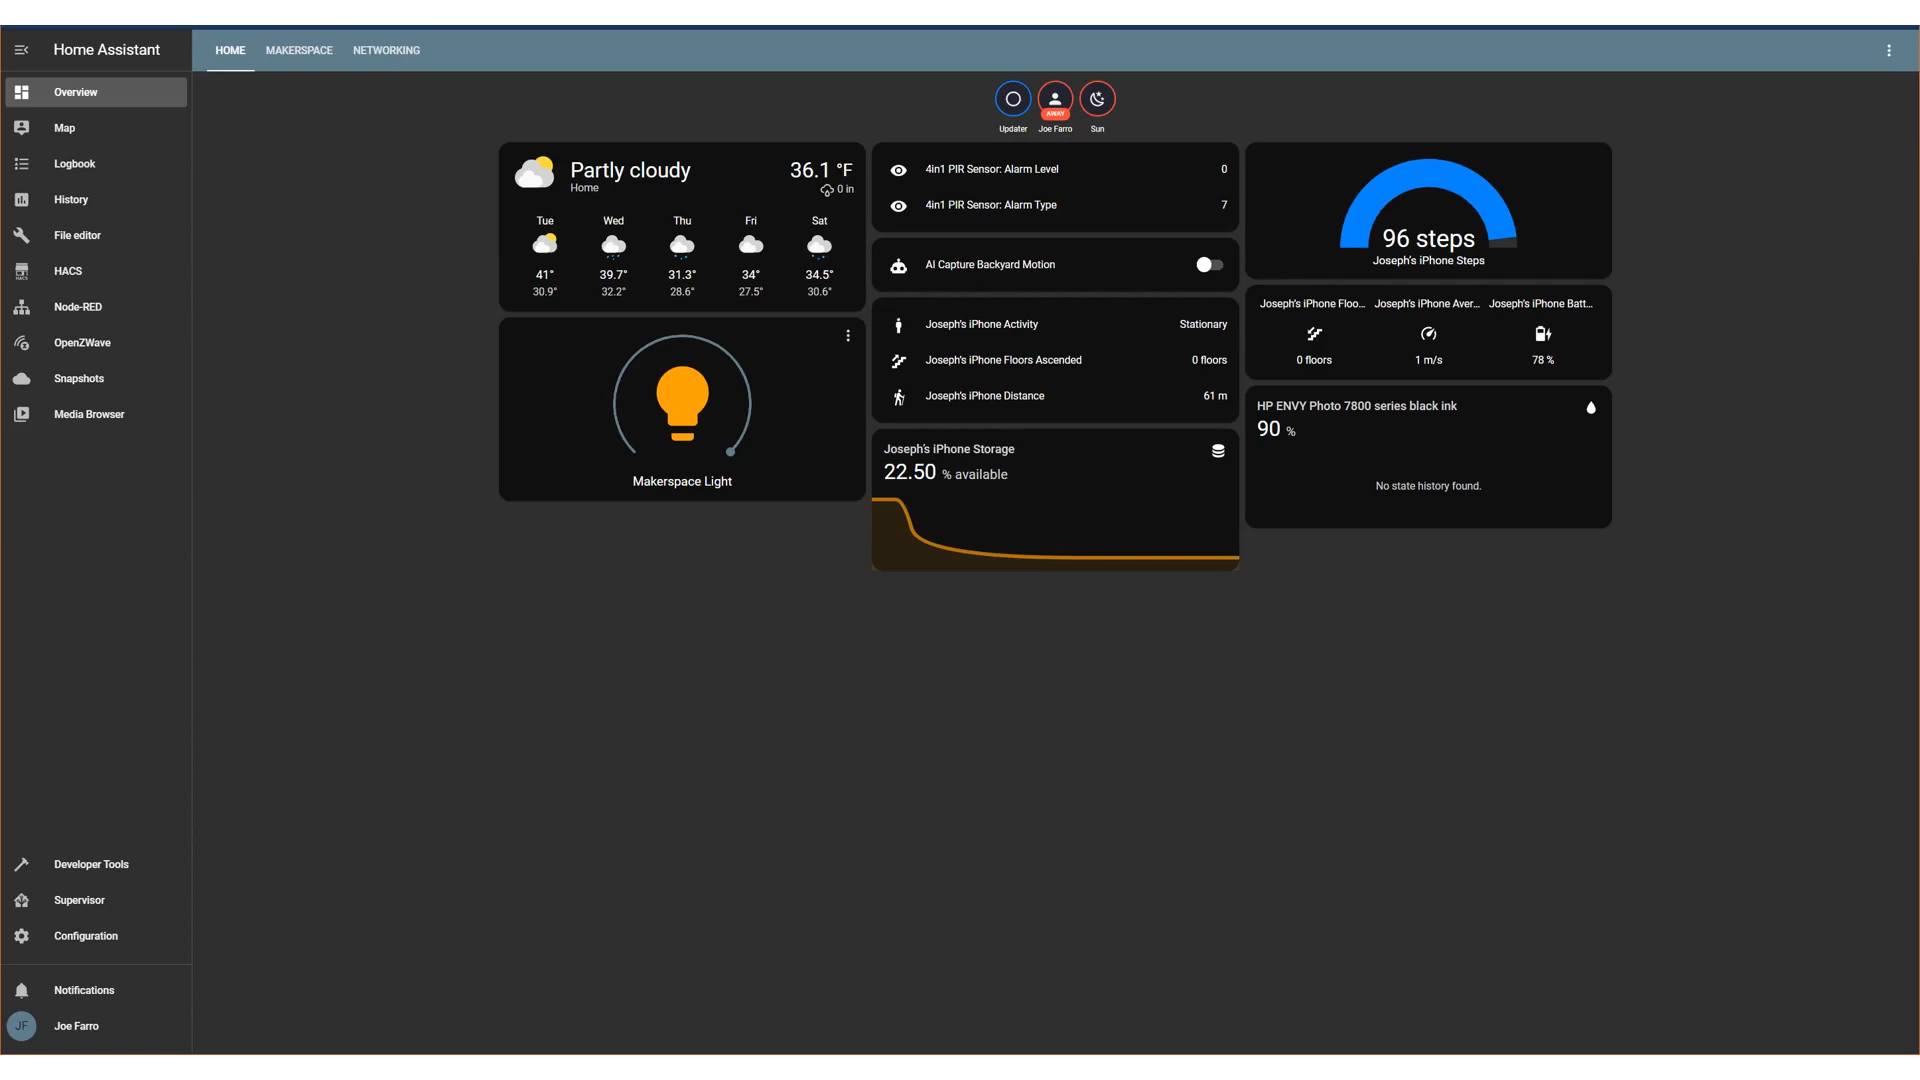 Home Assistant
HOME MAKERSPACE NETWORKING
Overview
Map
Logbook
History
File editor
HACS
Node-RED
OpenZWave
Snapshots
Media Browser
Developer Tools
Supervisor
Configuration
Notifications
JF Joe Farro
AWAY
Updater Joe Farro Sun
Partly cloudy 36.1 °F
Home 0 in
Tue Wed Thu Fri Sat
41° 39.7° 31.3° 34° 34.5°
30.9° 32.2° 28.6° 27.5° 30.6°
Makerspace Light
4in1 PIR Sensor: Alarm Level 0
4in1 PIR Sensor: Alarm Type 7
AI Capture Backyard Motion
Joseph's iPhone Activity Stationary
Joseph's iPhone Floors Ascended 0 floors
Joseph's iPhone Distance 61 m
Joseph's iPhone Storage
22.50 % available
96 steps
Joseph's iPhone Steps
Joseph's iPhone Floo... Joseph's iPhone Aver... Joseph's iPhone Batt...
0 floors 1 m/s 78 %
HP ENVY Photo 7800 series black ink
90 %
No state history found.